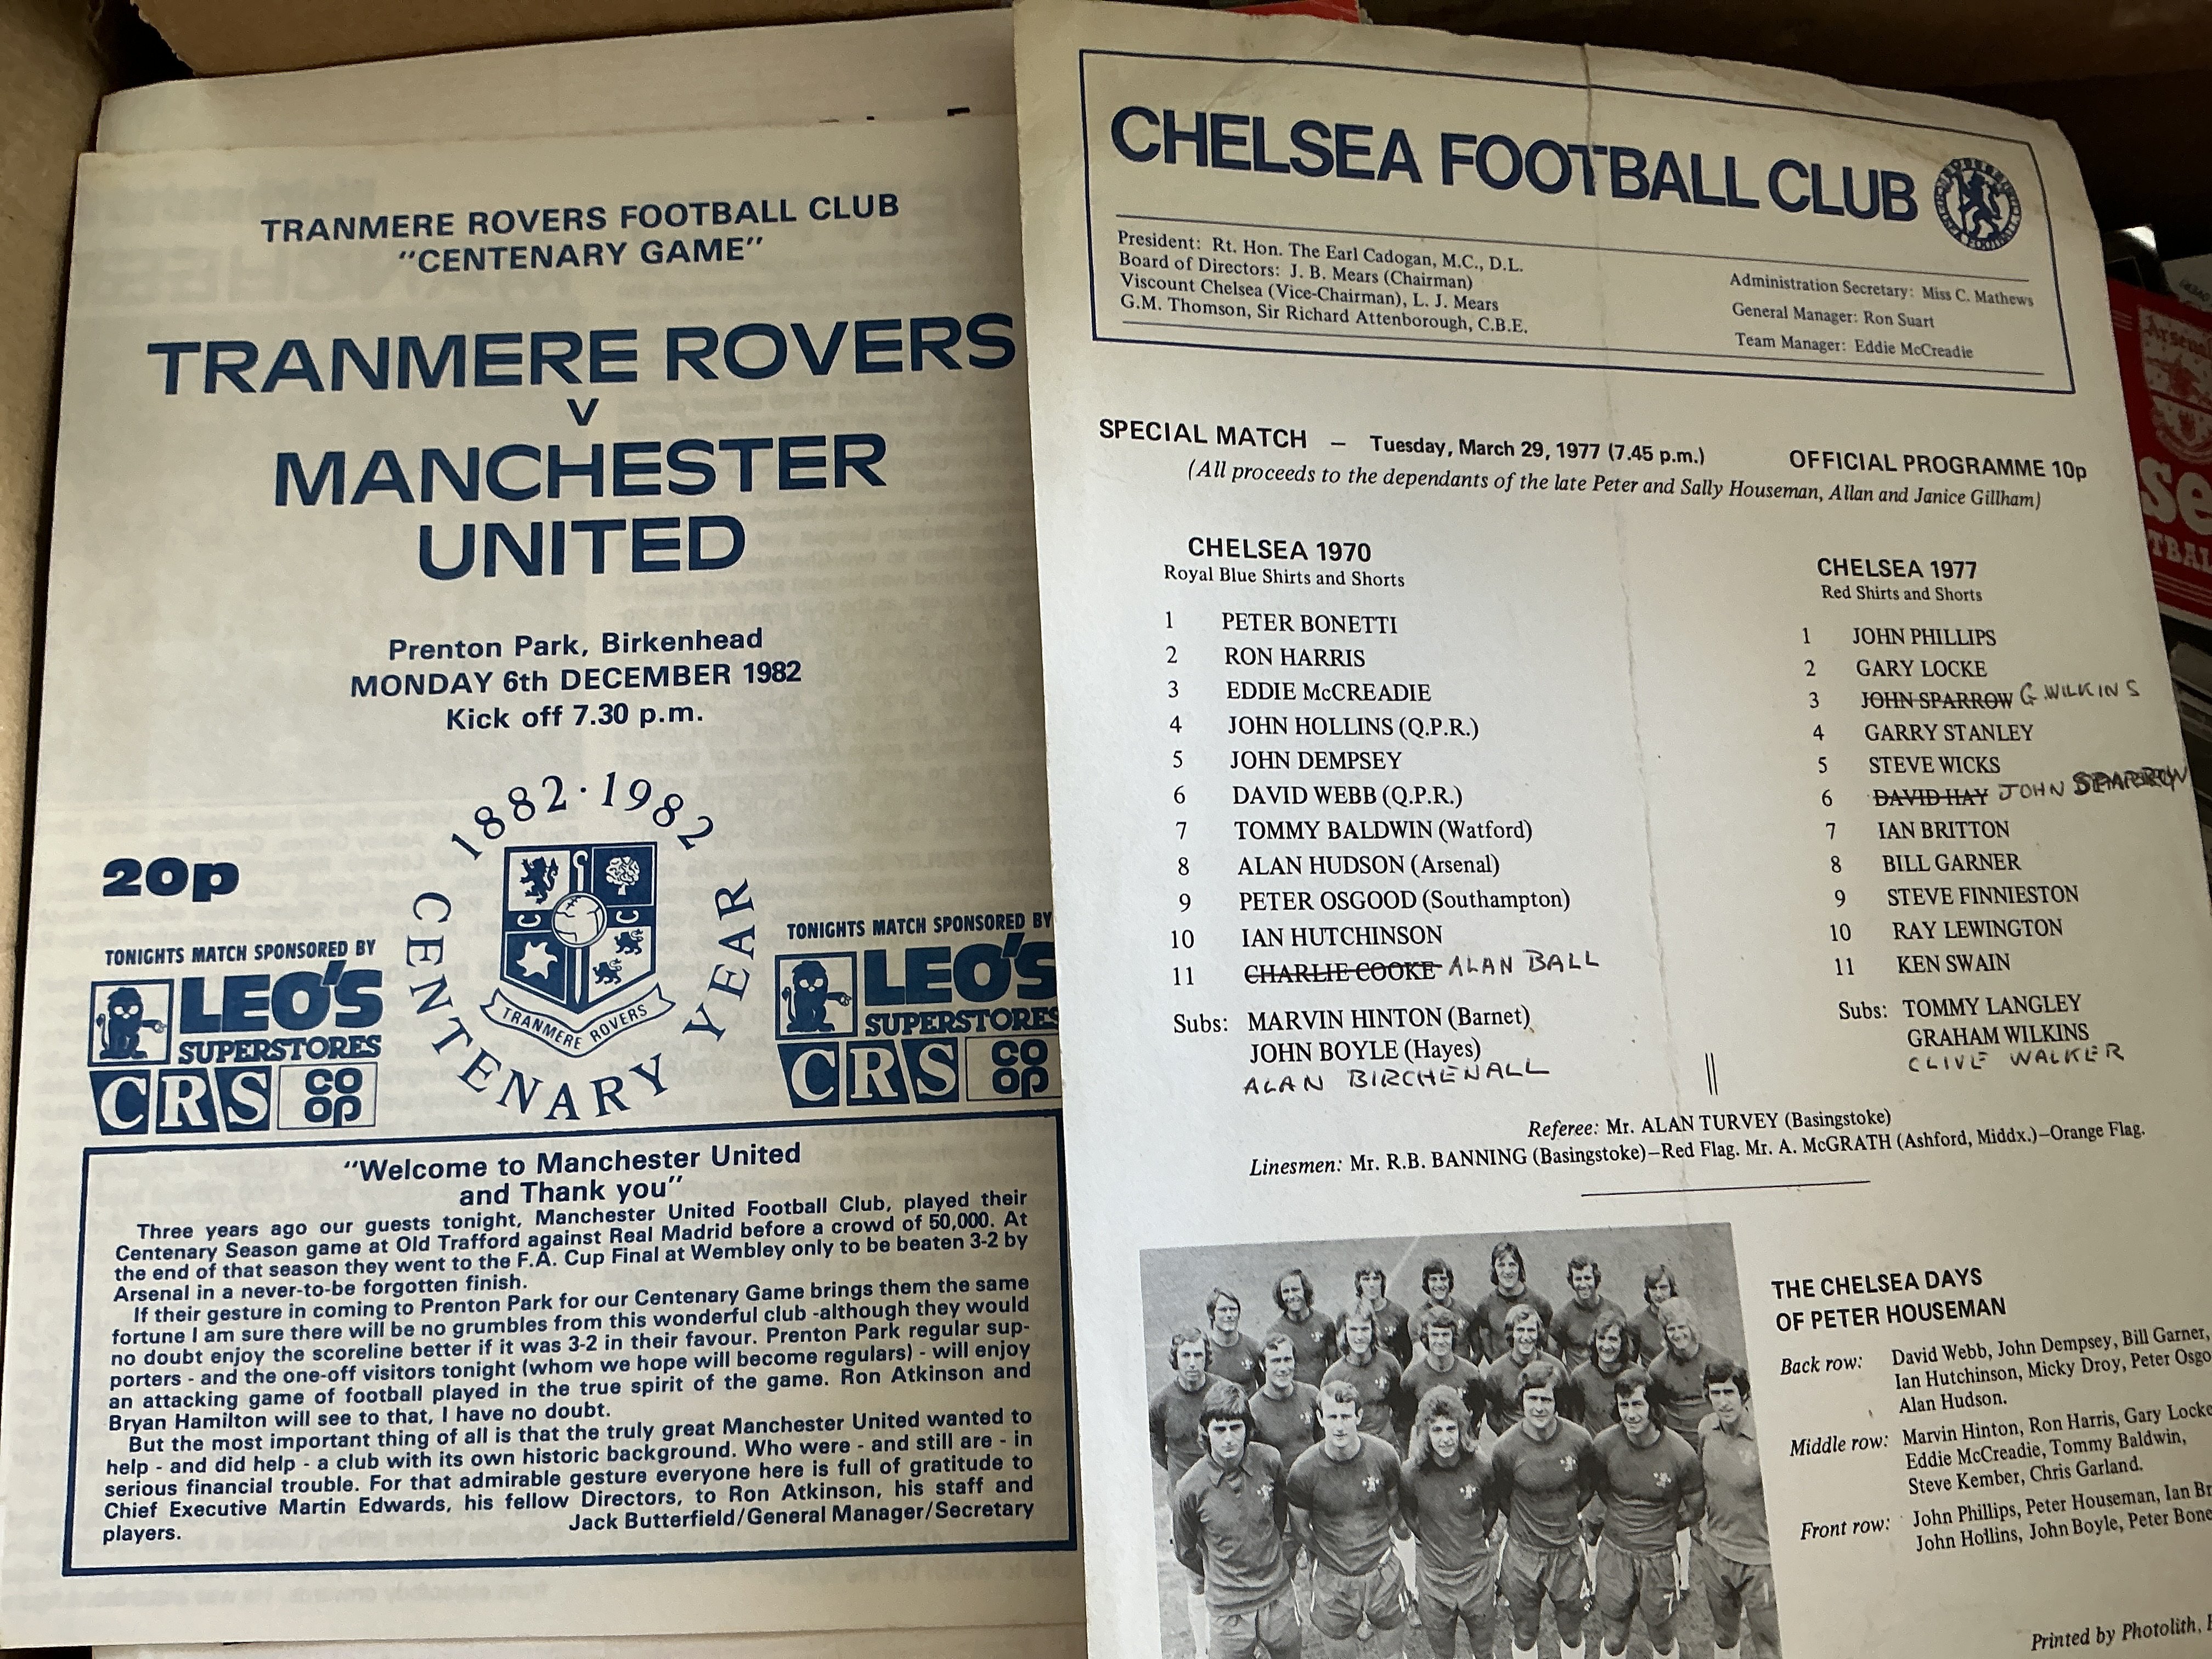 TRANMERE ROVERS FOOTBALL CLUB
"CENTENARY GAME"
TRANMERE ROVERS
v
MANCHESTER
UNITED
Prenton Park, Birkenhead
MONDAY 6th DECEMBER 1982
Kick off 7.30 p.m.
1882·1982
CENTENARY YEAR
C C
TRANMERE ROVERS
20p
TONIGHTS MATCH SPONSORED BY
LEO'S
SUPERSTORES
CRS
CO
OP
TONIGHTS MATCH SPONSORED BY
LEO'S
SUPERSTORES
CRS
CO
OP
"Welcome to Manchester United
and Thank you"
Three years ago our guests tonight, Manchester United Football Club, played their
Centenary Season game at Old Trafford against Real Madrid before a crowd of 50,000. At
the end of that season they went to the F.A. Cup Final at Wembley only to be beaten 3-2 by
Arsenal in a never-to-be forgotten finish.
If their gesture in coming to Prenton Park for our Centenary Game brings them the same
fortune I am sure there will be no grumbles from this wonderful club -although they would
no doubt enjoy the scoreline better if it was 3-2 in their favour. Prenton Park regular sup-
porters - and the one-off visitors tonight (whom we hope will become regulars) - will enjoy
an attacking game of football played in the true spirit of the game. Ron Atkinson and
Bryan Hamilton will see to that, I have no doubt.
But the most important thing of all is that the truly great Manchester United wanted to
help - and did help - a club with its own historic background. Who were - and still are - in
serious financial trouble. For that admirable gesture everyone here is full of gratitude to
Chief Executive Martin Edwards, his fellow Directors, to Ron Atkinson, his staff and
players.
Jack Butterfield/General Manager/Secretary
CHELSEA FOOTBALL CLUB
President: Rt. Hon. The Earl Cadogan, M.C., D.L.
Board of Directors: J. B. Mears (Chairman)
Viscount Chelsea (Vice-Chairman), L. J. Mears
G.M. Thomson, Sir Richard Attenborough, C.B.E.
Administration Secretary: Miss C. Mathews
General Manager: Ron Suart
Team Manager: Eddie McCreadie
SPECIAL MATCH – Tuesday, March 29, 1977 (7.45 p.m.) OFFICIAL PROGRAMME 10p
(All proceeds to the dependants of the late Peter and Sally Houseman, Allan and Janice Gillham)
CHELSEA 1970
Royal Blue Shirts and Shorts
1 PETER BONETTI
2 RON HARRIS
3 EDDIE McCREADIE
4 JOHN HOLLINS (Q.P.R.)
5 JOHN DEMPSEY
6 DAVID WEBB (Q.P.R.)
7 TOMMY BALDWIN (Watford)
8 ALAN HUDSON (Arsenal)
9 PETER OSGOOD (Southampton)
10 IAN HUTCHINSON
11 CHARLIE COOKE ALAN BALL
Subs: MARVIN HINTON (Barnet)
JOHN BOYLE (Hayes)
ALAN BIRCHENALL
CHELSEA 1977
Red Shirts and Shorts
1 JOHN PHILLIPS
2 GARY LOCKE
3 JOHN SPARROW G. WILKINS
4 GARRY STANLEY
5 STEVE WICKS
6 DAVID HAY JOHN SPARROW
7 IAN BRITTON
8 BILL GARNER
9 STEVE FINNIESTON
10 RAY LEWINGTON
11 KEN SWAIN
Subs: TOMMY LANGLEY
GRAHAM WILKINS
CLIVE WALKER
Referee: Mr. ALAN TURVEY (Basingstoke)
Linesmen: Mr. R.B. BANNING (Basingstoke)–Red Flag. Mr. A. McGRATH (Ashford, Middx.)–Orange Flag.
THE CHELSEA DAYS
OF PETER HOUSEMAN
Back row: David Webb, John Dempsey, Bill Garner,
Ian Hutchinson, Micky Droy, Peter Osgo
Alan Hudson.
Middle row: Marvin Hinton, Ron Harris, Gary Locke
Eddie McCreadie, Tommy Baldwin,
Steve Kember, Chris Garland.
Front row: John Phillips, Peter Houseman, Ian Br
John Hollins, John Boyle, Peter Bone
Printed by Photolith,
Arsenal
se
TBAL